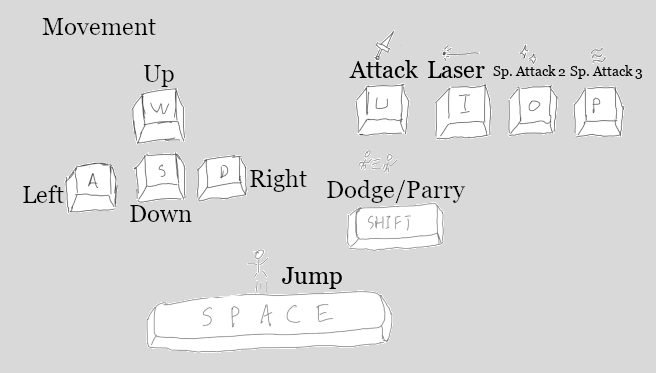 Movement
Up
W
Left
A
S
D
Right
Down
Attack Laser Sp. Attack 2 Sp. Attack 3
U I O P
Dodge/Parry
SHIFT
Jump
SPACE